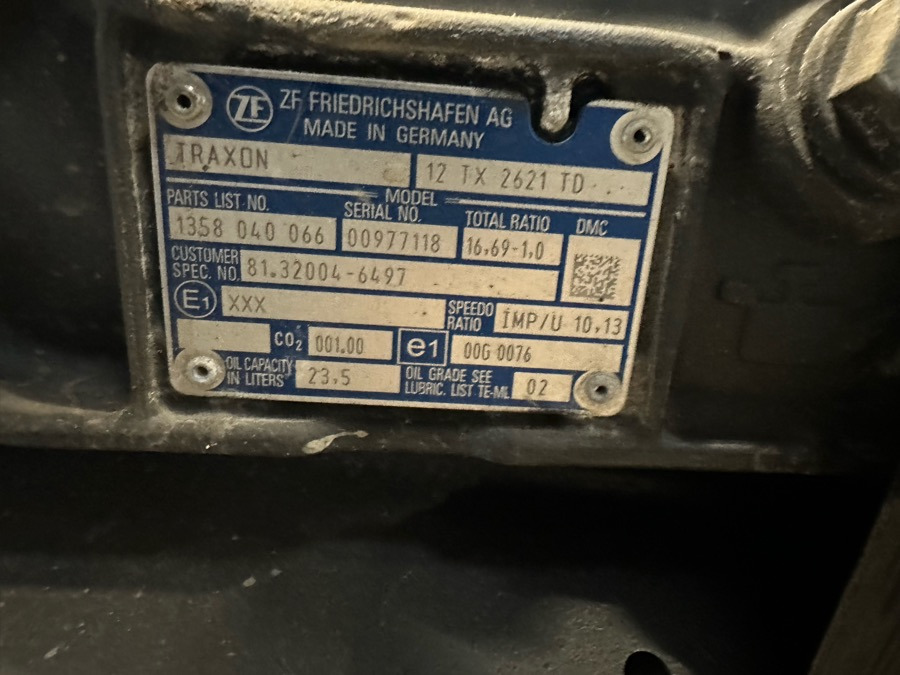 ZF ZF FRIEDRICHSHAFEN AG
MADE IN GERMANY
TRAXON 12 TX 2621 TD
MODEL
PARTS LIST NO. SERIAL NO. TOTAL RATIO DMC
1358 040 066 00977118 16,69-1,0
CUSTOMER
SPEC. NO. 81.32004-6497
E1 XXX SPEEDO
RATIO IMP/U 10,13
CO2 001.00 e1 00G 0076
OIL CAPACITY
IN LITERS 23,5 OIL GRADE SEE
LUBRIC. LIST TE-ML 02